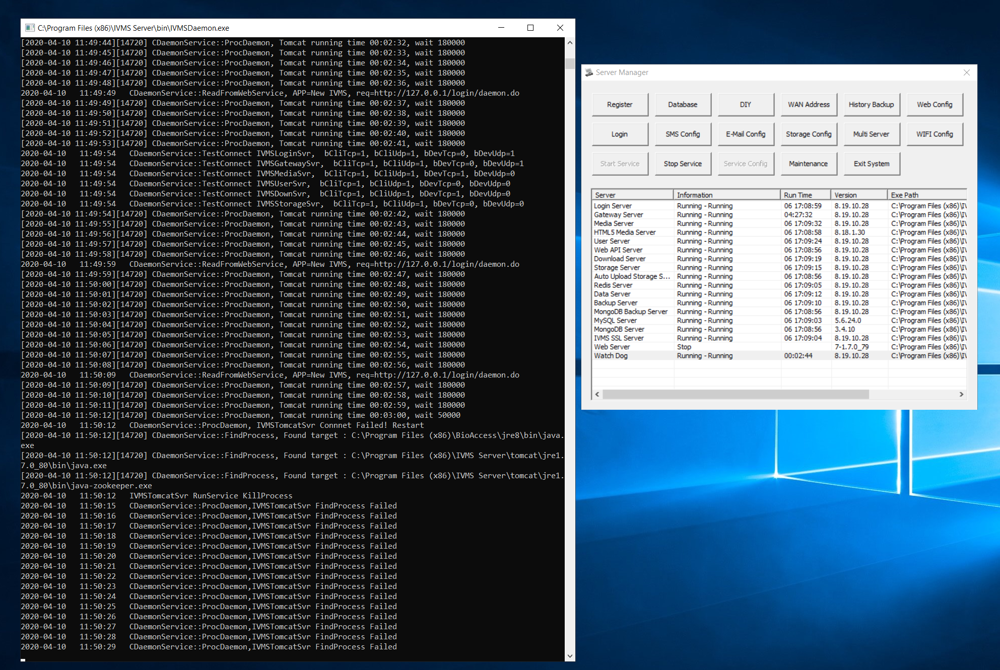 C:\Program Files (x86)\IVMS Server\bin\IVMSDaemon.exe
[2020-04-10 11:49:44][14720] CDaemonService::ProcDaemon, Tomcat running time 00:02:32, wait 180000
[2020-04-10 11:49:45][14720] CDaemonService::ProcDaemon, Tomcat running time 00:02:33, wait 180000
[2020-04-10 11:49:46][14720] CDaemonService::ProcDaemon, Tomcat running time 00:02:34, wait 180000
[2020-04-10 11:49:47][14720] CDaemonService::ProcDaemon, Tomcat running time 00:02:35, wait 180000
[2020-04-10 11:49:48][14720] CDaemonService::ProcDaemon, Tomcat running time 00:02:36, wait 180000
2020-04-10   11:49:49   CDaemonService::ReadFromWebService, APP=New IVMS, req=http://127.0.0.1/login/daemon.do
[2020-04-10 11:49:49][14720] CDaemonService::ProcDaemon, Tomcat running time 00:02:37, wait 180000
[2020-04-10 11:49:50][14720] CDaemonService::ProcDaemon, Tomcat running time 00:02:38, wait 180000
[2020-04-10 11:49:51][14720] CDaemonService::ProcDaemon, Tomcat running time 00:02:39, wait 180000
[2020-04-10 11:49:52][14720] CDaemonService::ProcDaemon, Tomcat running time 00:02:40, wait 180000
[2020-04-10 11:49:53][14720] CDaemonService::ProcDaemon, Tomcat running time 00:02:41, wait 180000
2020-04-10   11:49:54   CDaemonService::TestConnect IVMSLoginSvr,  bCliTcp=1, bCliUdp=1, bDevTcp=0, bDevUdp=1
2020-04-10   11:49:54   CDaemonService::TestConnect IVMSGatewaySvr,  bCliTcp=1, bCliUdp=1, bDevTcp=0, bDevUdp=1
2020-04-10   11:49:54   CDaemonService::TestConnect IVMSMediaSvr,  bCliTcp=1, bCliUdp=1, bDevTcp=1, bDevUdp=0
2020-04-10   11:49:54   CDaemonService::TestConnect IVMSUserSvr,  bCliTcp=1, bCliUdp=1, bDevTcp=0, bDevUdp=0
2020-04-10   11:49:54   CDaemonService::TestConnect IVMSDownSvr,  bCliTcp=1, bCliUdp=1, bDevTcp=1, bDevUdp=0
2020-04-10   11:49:54   CDaemonService::TestConnect IVMSStorageSvr,  bCliTcp=1, bCliUdp=1, bDevTcp=0, bDevUdp=0
[2020-04-10 11:49:54][14720] CDaemonService::ProcDaemon, Tomcat running time 00:02:42, wait 180000
[2020-04-10 11:49:55][14720] CDaemonService::ProcDaemon, Tomcat running time 00:02:43, wait 180000
[2020-04-10 11:49:56][14720] CDaemonService::ProcDaemon, Tomcat running time 00:02:44, wait 180000
[2020-04-10 11:49:57][14720] CDaemonService::ProcDaemon, Tomcat running time 00:02:45, wait 180000
[2020-04-10 11:49:58][14720] CDaemonService::ProcDaemon, Tomcat running time 00:02:46, wait 180000
2020-04-10   11:49:59   CDaemonService::ReadFromWebService, APP=New IVMS, req=http://127.0.0.1/login/daemon.do
[2020-04-10 11:49:59][14720] CDaemonService::ProcDaemon, Tomcat running time 00:02:47, wait 180000
[2020-04-10 11:50:00][14720] CDaemonService::ProcDaemon, Tomcat running time 00:02:48, wait 180000
[2020-04-10 11:50:01][14720] CDaemonService::ProcDaemon, Tomcat running time 00:02:49, wait 180000
[2020-04-10 11:50:02][14720] CDaemonService::ProcDaemon, Tomcat running time 00:02:50, wait 180000
[2020-04-10 11:50:03][14720] CDaemonService::ProcDaemon, Tomcat running time 00:02:51, wait 180000
[2020-04-10 11:50:04][14720] CDaemonService::ProcDaemon, Tomcat running time 00:02:52, wait 180000
[2020-04-10 11:50:05][14720] CDaemonService::ProcDaemon, Tomcat running time 00:02:53, wait 180000
[2020-04-10 11:50:06][14720] CDaemonService::ProcDaemon, Tomcat running time 00:02:54, wait 180000
[2020-04-10 11:50:07][14720] CDaemonService::ProcDaemon, Tomcat running time 00:02:55, wait 180000
[2020-04-10 11:50:08][14720] CDaemonService::ProcDaemon, Tomcat running time 00:02:56, wait 180000
2020-04-10   11:50:09   CDaemonService::ReadFromWebService, APP=New IVMS, req=http://127.0.0.1/login/daemon.do
[2020-04-10 11:50:09][14720] CDaemonService::ProcDaemon, Tomcat running time 00:02:57, wait 180000
[2020-04-10 11:50:10][14720] CDaemonService::ProcDaemon, Tomcat running time 00:02:58, wait 180000
[2020-04-10 11:50:11][14720] CDaemonService::ProcDaemon, Tomcat running time 00:02:59, wait 180000
[2020-04-10 11:50:12][14720] CDaemonService::ProcDaemon, Tomcat running time 00:03:00, wait 50000
2020-04-10   11:50:12   CDaemonService::ProcDaemon, IVMSTomcatSvr Connnet Failed! Restart
[2020-04-10 11:50:12][14720] CDaemonService::FindProcess, Found target : C:\Program Files (x86)\BioAccess\jre8\bin\java.
exe
[2020-04-10 11:50:12][14720] CDaemonService::FindProcess, Found target : C:\Program Files (x86)\IVMS Server\tomcat\jre1.
7.0_80\bin\java.exe
[2020-04-10 11:50:12][14720] CDaemonService::FindProcess, Found target : C:\Program Files (x86)\IVMS Server\tomcat\jre1.
7.0_80\bin\java-zookeeper.exe
2020-04-10   11:50:12   IVMSTomcatSvr RunService KillProcess
2020-04-10   11:50:15   CDaemonService::ProcDaemon,IVMSTomcatSvr FindProcess Failed
2020-04-10   11:50:16   CDaemonService::ProcDaemon,IVMSTomcatSvr FindProcess Failed
2020-04-10   11:50:17   CDaemonService::ProcDaemon,IVMSTomcatSvr FindProcess Failed
2020-04-10   11:50:18   CDaemonService::ProcDaemon,IVMSTomcatSvr FindProcess Failed
2020-04-10   11:50:19   CDaemonService::ProcDaemon,IVMSTomcatSvr FindProcess Failed
2020-04-10   11:50:20   CDaemonService::ProcDaemon,IVMSTomcatSvr FindProcess Failed
2020-04-10   11:50:21   CDaemonService::ProcDaemon,IVMSTomcatSvr FindProcess Failed
2020-04-10   11:50:22   CDaemonService::ProcDaemon,IVMSTomcatSvr FindProcess Failed
2020-04-10   11:50:23   CDaemonService::ProcDaemon,IVMSTomcatSvr FindProcess Failed
2020-04-10   11:50:24   CDaemonService::ProcDaemon,IVMSTomcatSvr FindProcess Failed
2020-04-10   11:50:25   CDaemonService::ProcDaemon,IVMSTomcatSvr FindProcess Failed
2020-04-10   11:50:26   CDaemonService::ProcDaemon,IVMSTomcatSvr FindProcess Failed
2020-04-10   11:50:27   CDaemonService::ProcDaemon,IVMSTomcatSvr FindProcess Failed
2020-04-10   11:50:28   CDaemonService::ProcDaemon,IVMSTomcatSvr FindProcess Failed
2020-04-10   11:50:29   CDaemonService::ProcDaemon,IVMSTomcatSvr FindProcess Failed
Server Manager
Register Database DIY WAN Address History Backup Web Config
Login SMS Config E-Mail Config Storage Config Multi Server WIFI Config
Start Service Stop Service Service Config Maintenance Exit System
Server Information Run Time Version Exe Path
Login Server Running - Running 06 17:08:59 8.19.10.28 C:\Program Files (x86)\IV
Gateway Server Running - Running 04:27:32 8.19.10.28 C:\Program Files (x86)\IV
Media Server Running - Running 06 17:09:32 8.19.10.28 C:\Program Files (x86)\IV
HTML5 Media Server Running - Running 06 17:08:58 8.18.1.30 C:\Program Files (x86)\IV
User Server Running - Running 06 17:09:24 8.19.10.28 C:\Program Files (x86)\IV
Web API Server Running - Running 06 17:08:56 8.19.10.28 C:\Program Files (x86)\IV
Download Server Running - Running 06 17:09:19 8.19.10.28 C:\Program Files (x86)\IV
Storage Server Running - Running 06 17:09:15 8.19.10.28 C:\Program Files (x86)\IV
Auto Upload Storage S... Running - Running 06 17:08:56 8.19.10.28 C:\Program Files (x86)\IV
Redis Server Running - Running 06 17:09:05 8.19.10.28 C:\Program Files (x86)\IV
Data Server Running - Running 06 17:09:12 8.19.10.28 C:\Program Files (x86)\IV
Backup Server Running - Running 06 17:09:10 8.19.10.28 C:\Program Files (x86)\IV
MongoDB Backup Server Running - Running 06 17:08:56 8.19.10.28 C:\Program Files (x86)\IV
MySQL Server Running - Running 06 17:09:03 5.6.24.0 C:\Program Files (x86)\IV
MongoDB Server Running - Running 06 17:08:56 3.4.10 C:\Program Files (x86)\IV
IVMS SSL Server Running - Running 06 17:09:04 8.19.10.28 C:\Program Files (x86)\IV
Web Server Stop 7-1.7.0_79 C:\Program Files (x86)\IV
Watch Dog Running - Running 00:02:44 8.19.10.28 C:\Program Files (x86)\IV